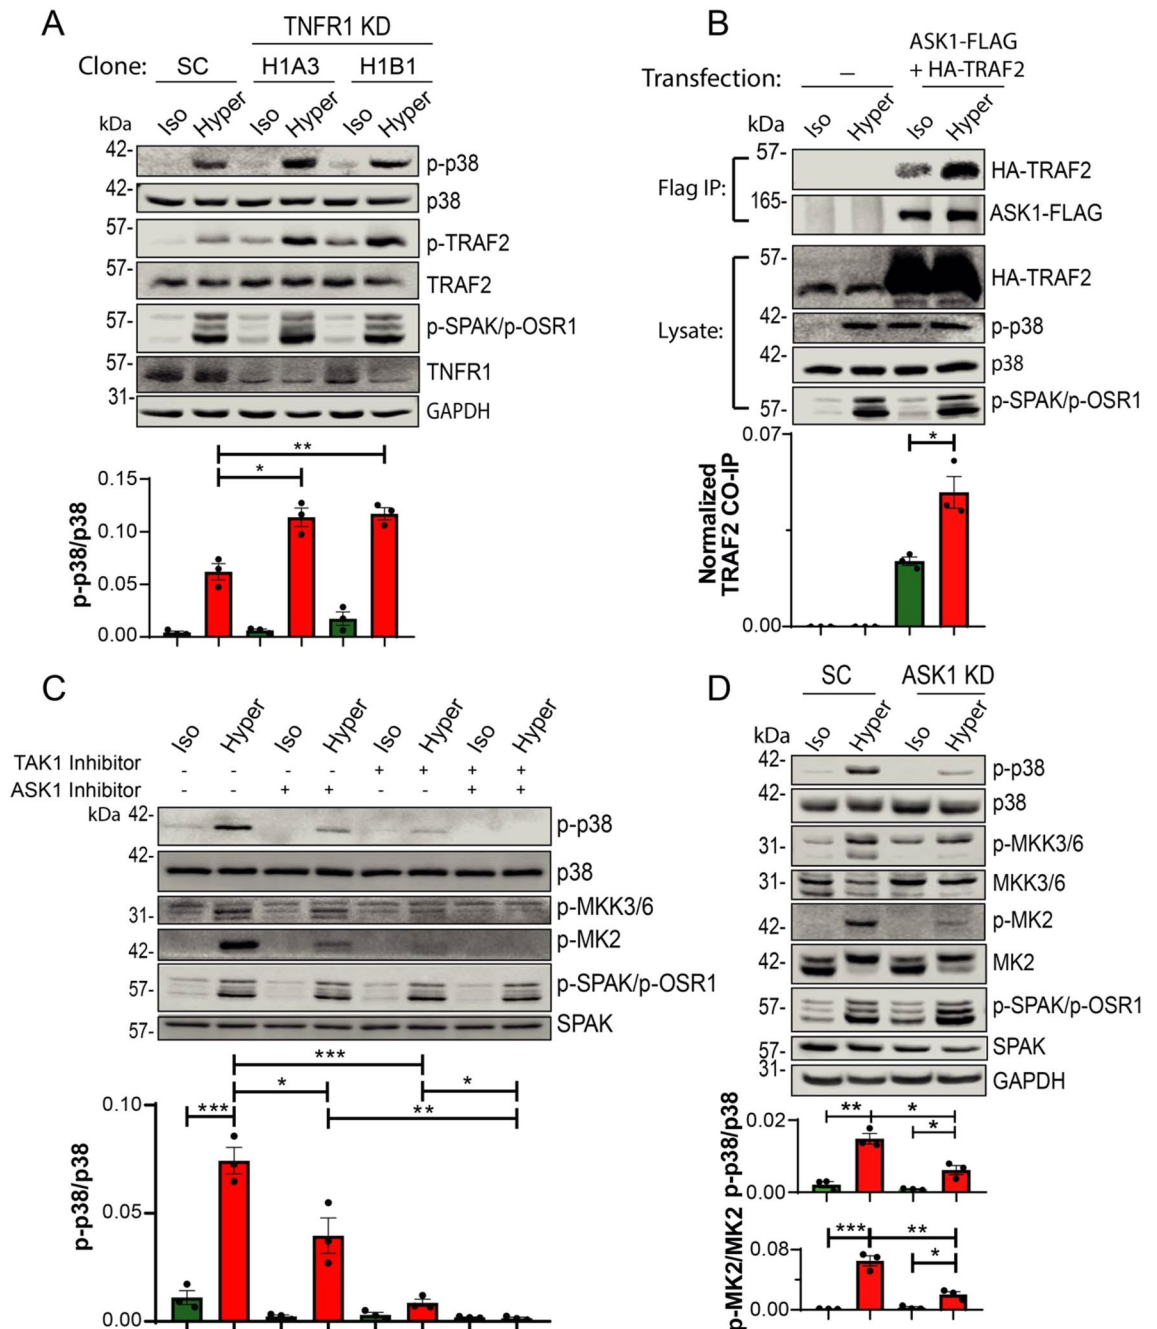 A
TNFR1 KD
Clone: SC H1A3 H1B1
kDa Iso Hyper Iso Hyper Iso Hyper
42- p-p38
42- p38
57- p-TRAF2
57- TRAF2
57- p-SPAK/p-OSR1
57- TNFR1
31- GAPDH
**
*
0.15
0.10
0.05
0.00
p-p38/p38
B
ASK1-FLAG
Transfection: – + HA-TRAF2
kDa Iso Hyper Iso Hyper
Flag IP:
57- HA-TRAF2
165- ASK1-FLAG
Lysate:
57- HA-TRAF2
42- p-p38
42- p38
57- p-SPAK/p-OSR1
0.07
*
0.00
Normalized
TRAF2 CO-IP
C
Iso Hyper Iso Hyper Iso Hyper Iso Hyper
TAK1 Inhibitor - - - - + + + +
ASK1 Inhibitor - - + + - - + +
kDa 42- p-p38
42- p38
31- p-MKK3/6
42- p-MK2
57- p-SPAK/p-OSR1
57- SPAK
***
* *
*** **
0.10
0.05
0.00
p-p38/p38
D
SC ASK1 KD
kDa Iso Hyper Iso Hyper
42- p-p38
42- p38
31- p-MKK3/6
31- MKK3/6
42- p-MK2
42- MK2
57- p-SPAK/p-OSR1
57- SPAK
31- GAPDH
** *
*
0.02
0.00
p-p38/p38
*** **
*
0.08
0.00
p-MK2/MK2